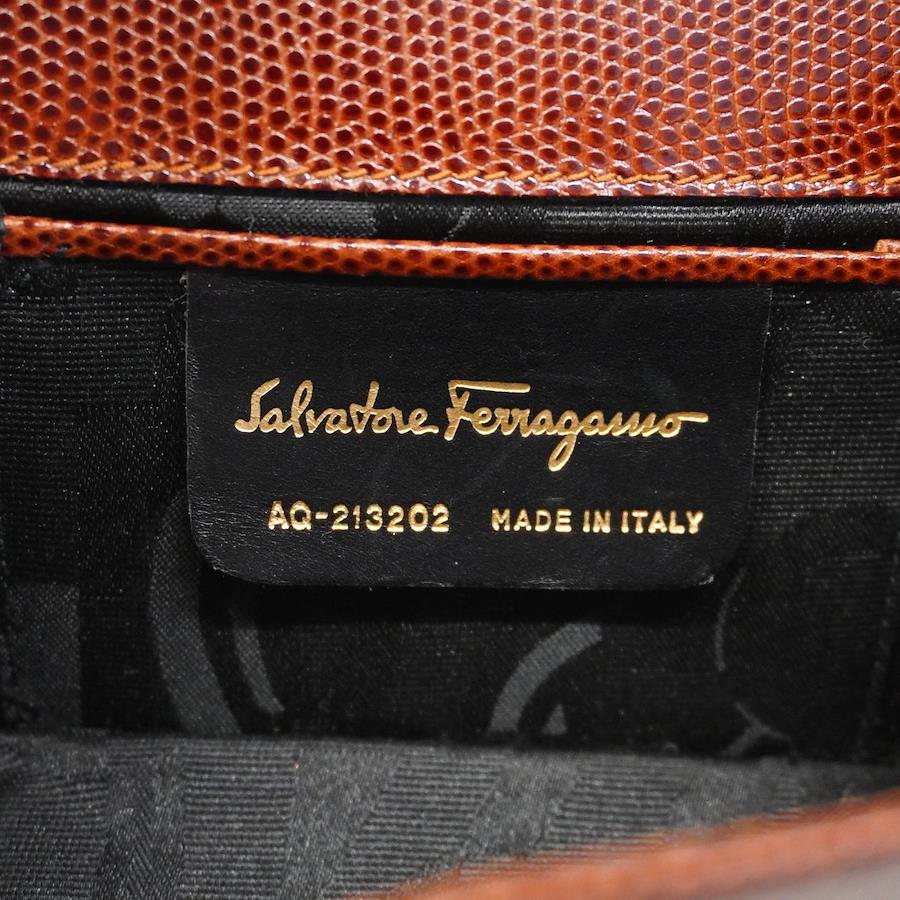 Salvatore Ferragamo
AQ-213202 MADE IN ITALY